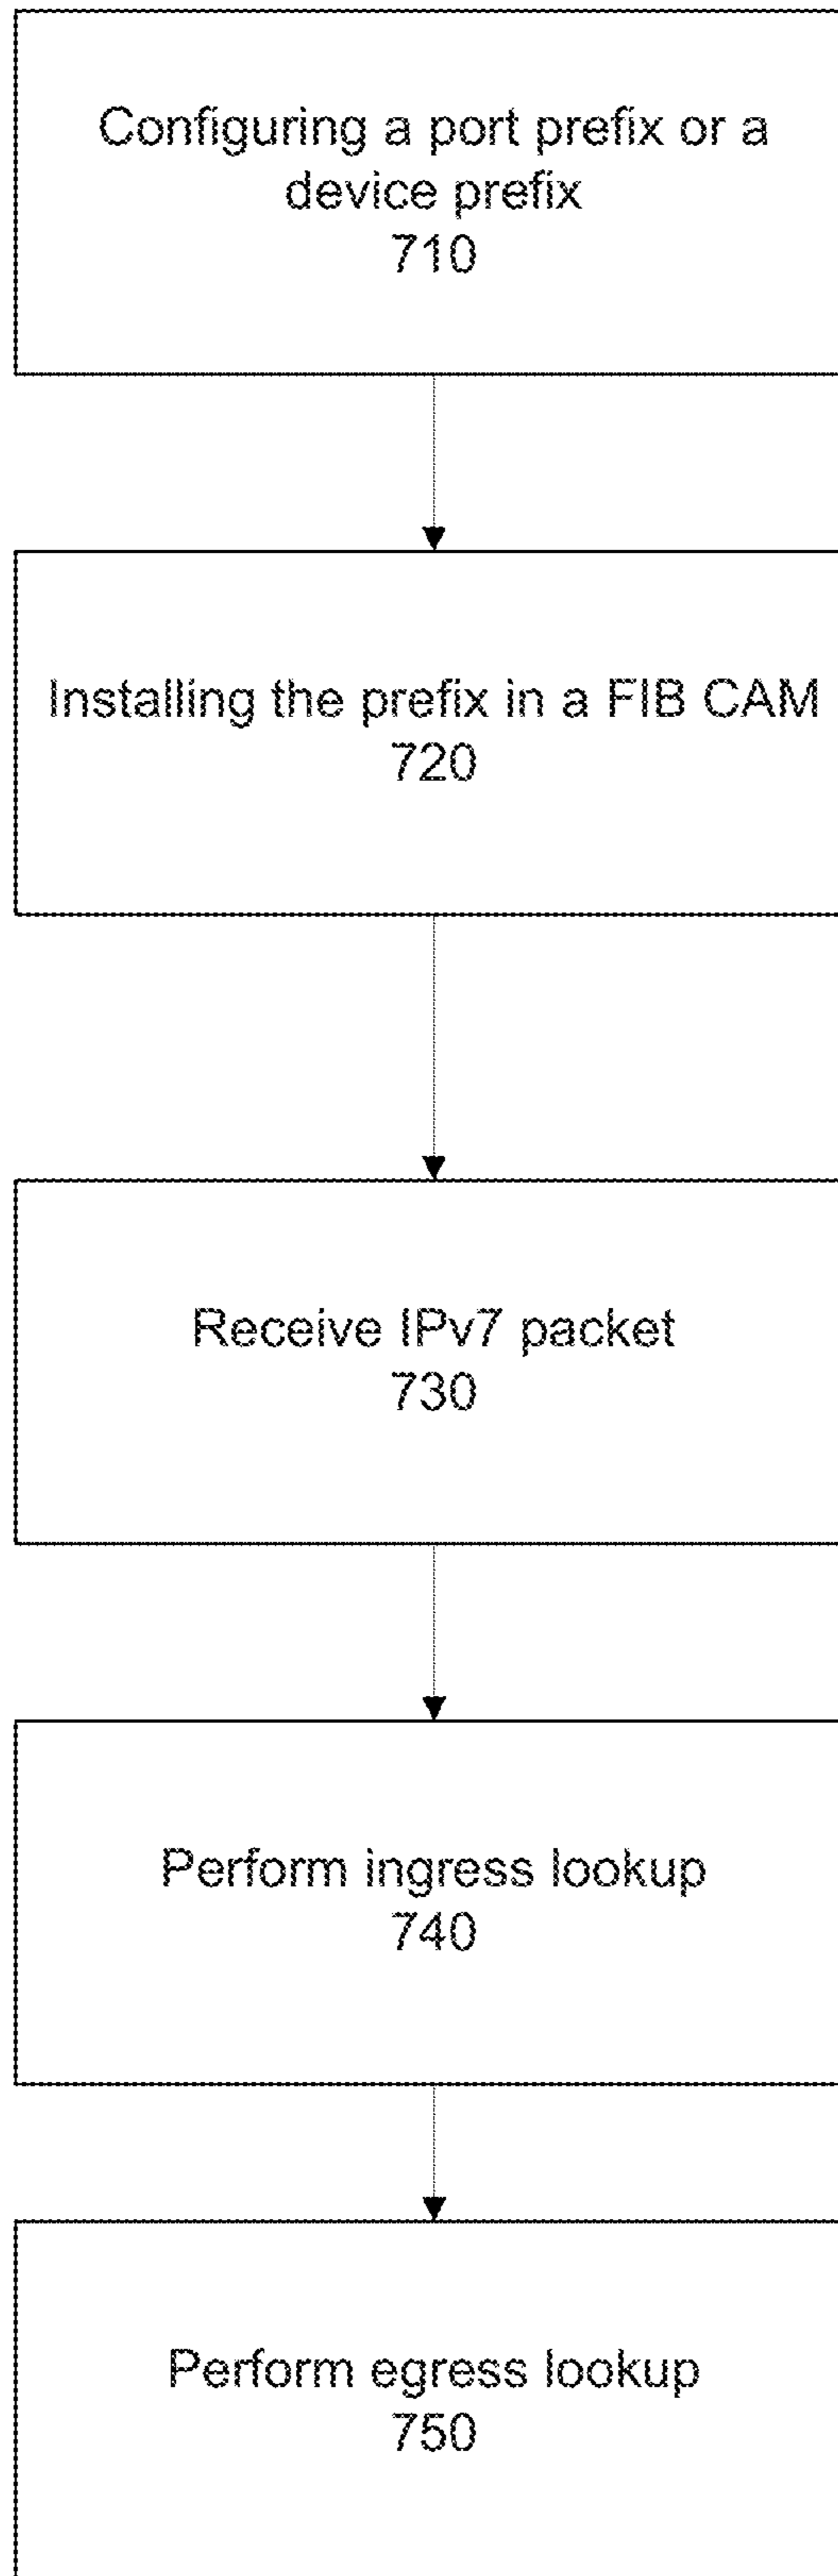 Configuring a port prefix or a
device prefix
710
Installing the prefix in a FIB CAM
720
Receive IPv7 packet
730
Perform ingress lookup
740
Perform egress lookup
750